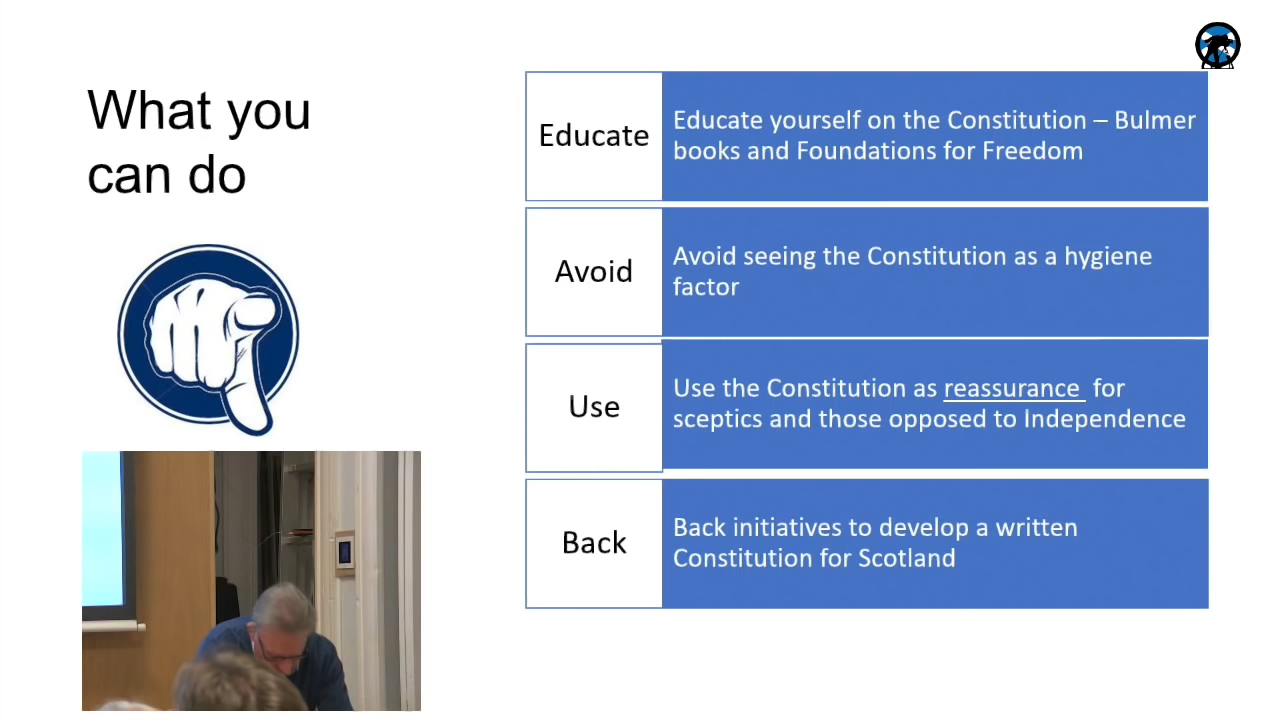 What you
can do
Educate
Educate yourself on the Constitution – Bulmer
books and Foundations for Freedom
Avoid
Avoid seeing the Constitution as a hygiene
factor
Use
Use the Constitution as reassurance for
sceptics and those opposed to Independence
Back
Back initiatives to develop a written
Constitution for Scotland